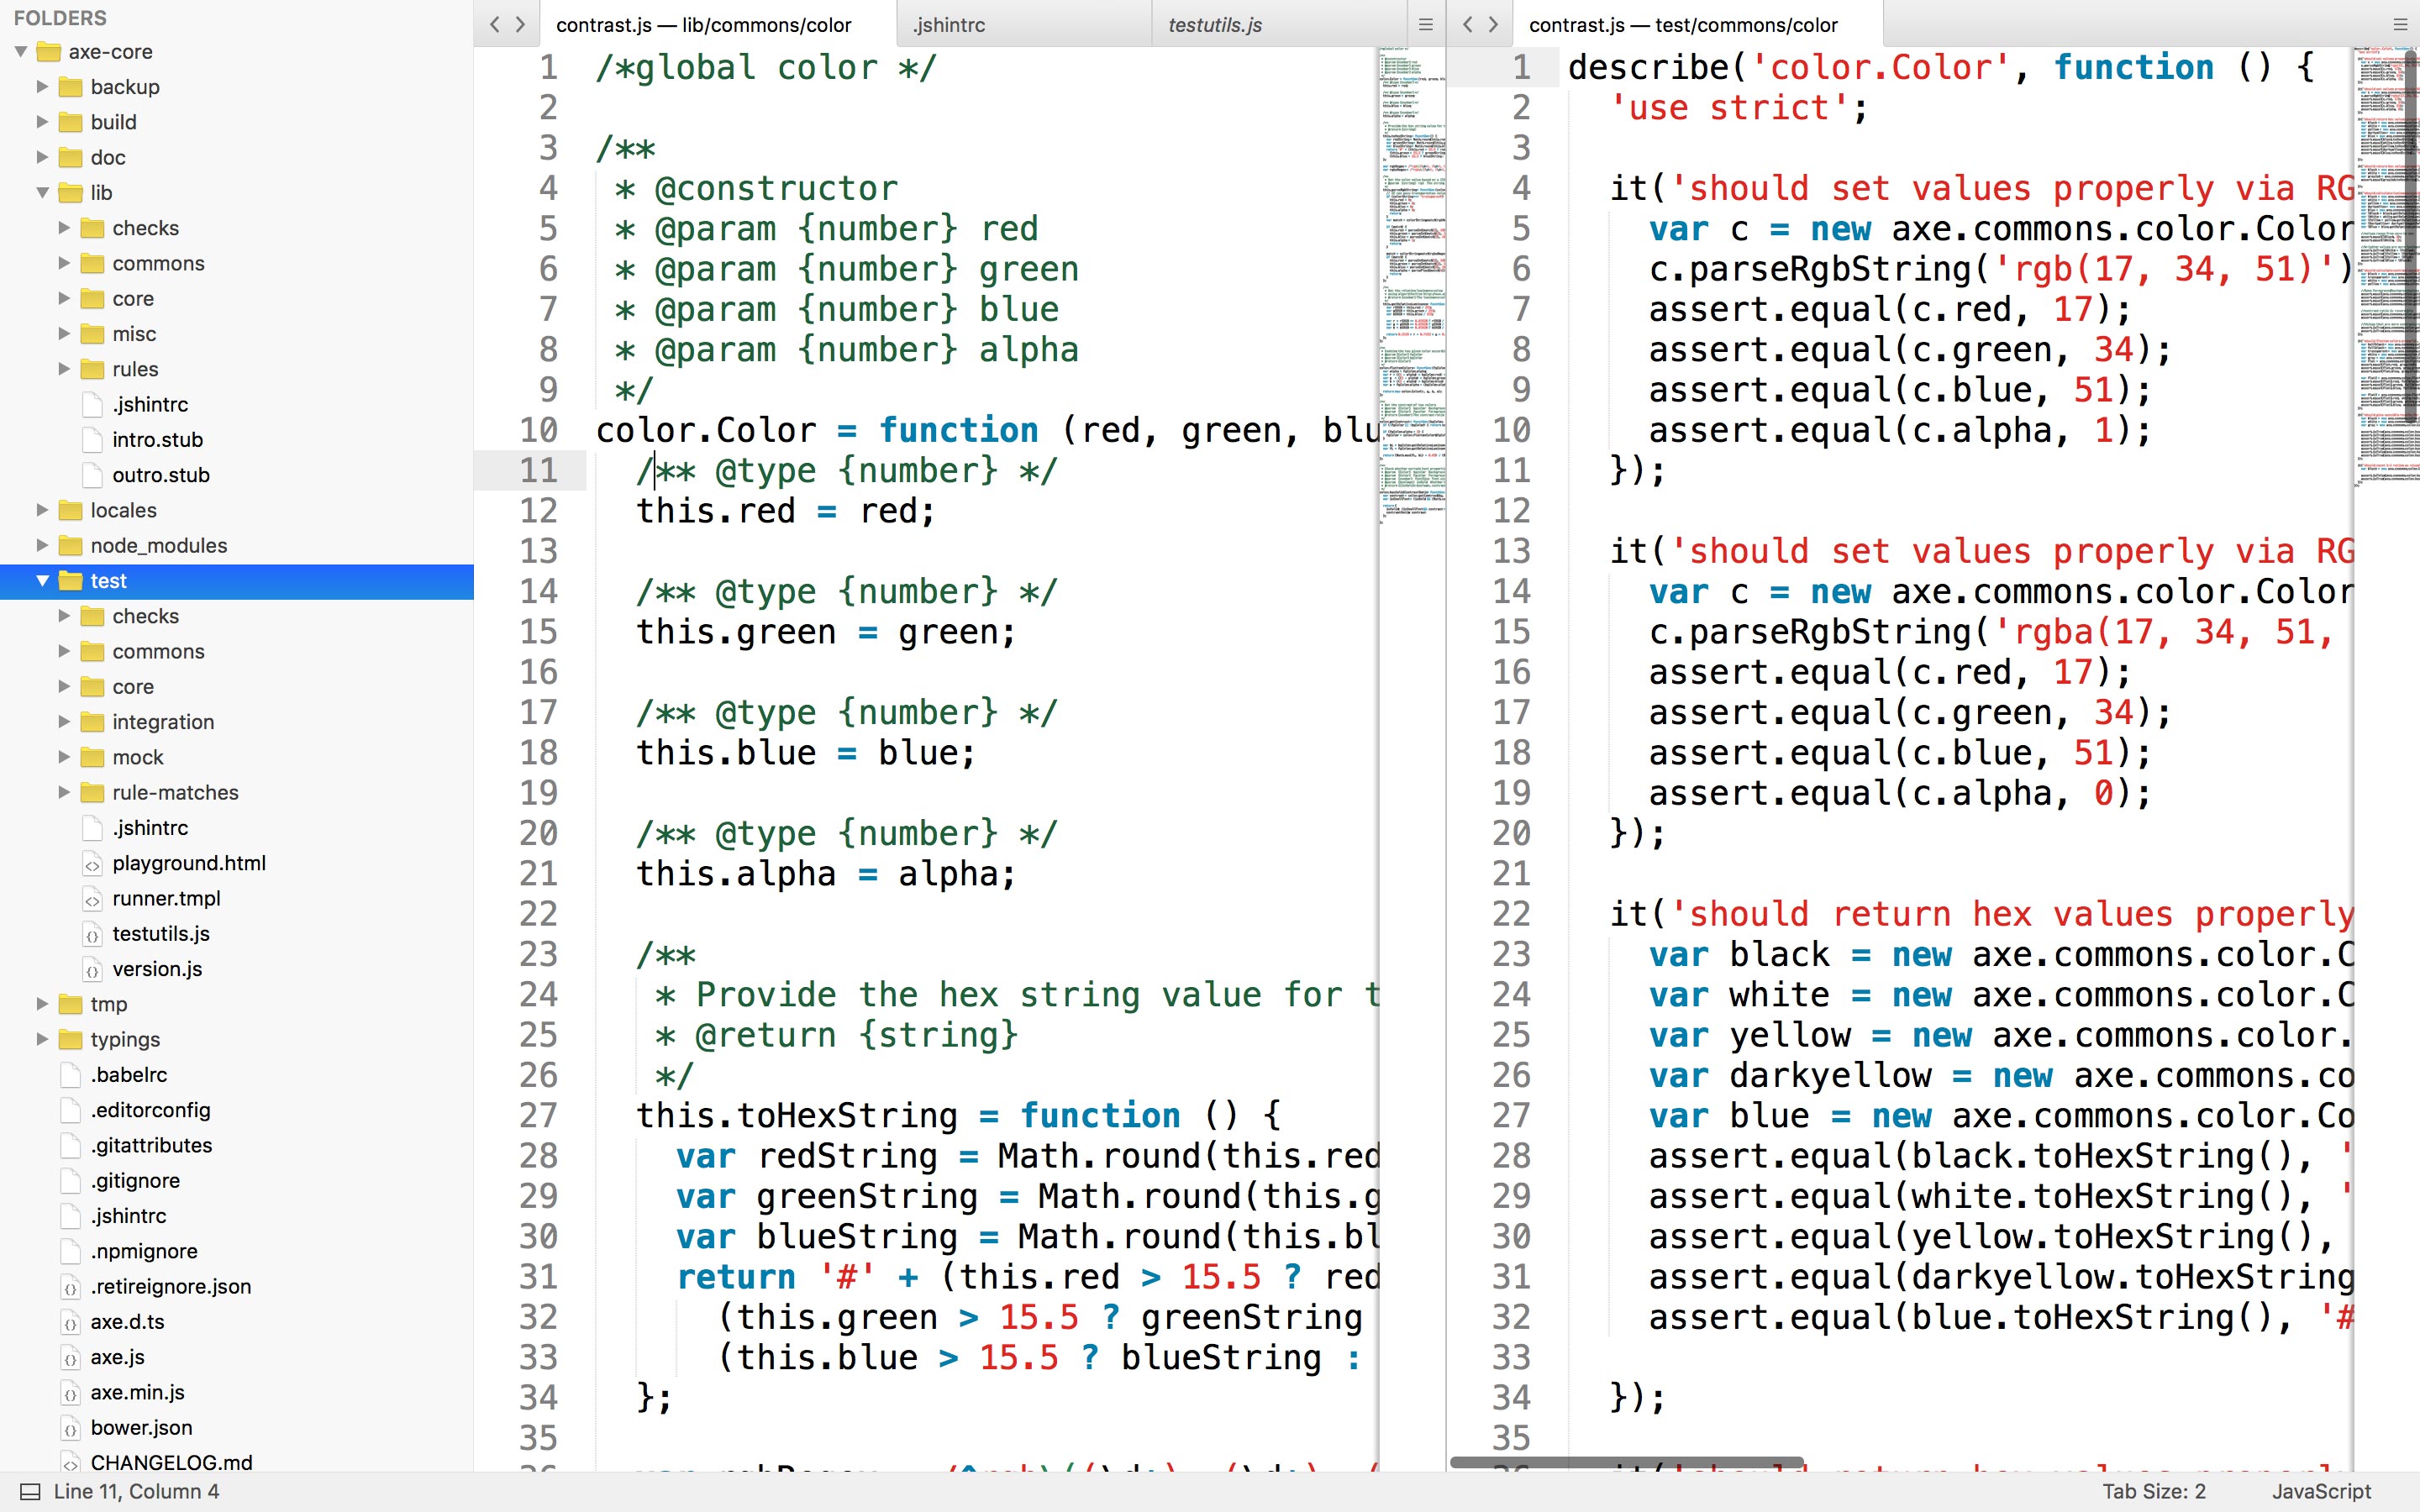 FOLDERS
axe-core
backup
build
doc
lib
checks
commons
core
misc
rules
.jshintrc
intro.stub
outro.stub
locales
node_modules
test
checks
commons
core
integration
mock
rule-matches
.jshintrc
playground.html
runner.tmpl
testutils.js
version.js
tmp
typings
.babelrc
.editorconfig
.gitattributes
.gitignore
.jshintrc
.npmignore
.retireignore.json
axe.d.ts
axe.js
axe.min.js
bower.json
CHANGELOG.md
contrast.js — lib/commons/color
.jshintrc
testutils.js
1 /*global color */
2
3 /**
4 * @constructor
5 * @param {number} red
6 * @param {number} green
7 * @param {number} blue
8 * @param {number} alpha
9 */
10 color.Color = function (red, green, blu
11 /** @type {number} */
12 this.red = red;
13
14 /** @type {number} */
15 this.green = green;
16
17 /** @type {number} */
18 this.blue = blue;
19
20 /** @type {number} */
21 this.alpha = alpha;
22
23 /**
24 * Provide the hex string value for t
25 * @return {string}
26 */
27 this.toHexString = function () {
28 var redString = Math.round(this.red
29 var greenString = Math.round(this.g
30 var blueString = Math.round(this.bl
31 return '#' + (this.red > 15.5 ? red
32 (this.green > 15.5 ? greenString
33 (this.blue > 15.5 ? blueString :
34 };
35
contrast.js — test/commons/color
1 describe('color.Color', function () {
2 'use strict';
3
4 it('should set values properly via RG
5 var c = new axe.commons.color.Color
6 c.parseRgbString('rgb(17, 34, 51)')
7 assert.equal(c.red, 17);
8 assert.equal(c.green, 34);
9 assert.equal(c.blue, 51);
10 assert.equal(c.alpha, 1);
11 });
12
13 it('should set values properly via RG
14 var c = new axe.commons.color.Color
15 c.parseRgbString('rgba(17, 34, 51,
16 assert.equal(c.red, 17);
17 assert.equal(c.green, 34);
18 assert.equal(c.blue, 51);
19 assert.equal(c.alpha, 0);
20 });
21
22 it('should return hex values properly
23 var black = new axe.commons.color.C
24 var white = new axe.commons.color.C
25 var yellow = new axe.commons.color.
26 var darkyellow = new axe.commons.co
27 var blue = new axe.commons.color.Co
28 assert.equal(black.toHexString(), '
29 assert.equal(white.toHexString(), '
30 assert.equal(yellow.toHexString(),
31 assert.equal(darkyellow.toHexString
32 assert.equal(blue.toHexString(), '#
33
34 });
35
Line 11, Column 4
Tab Size: 2
JavaScript